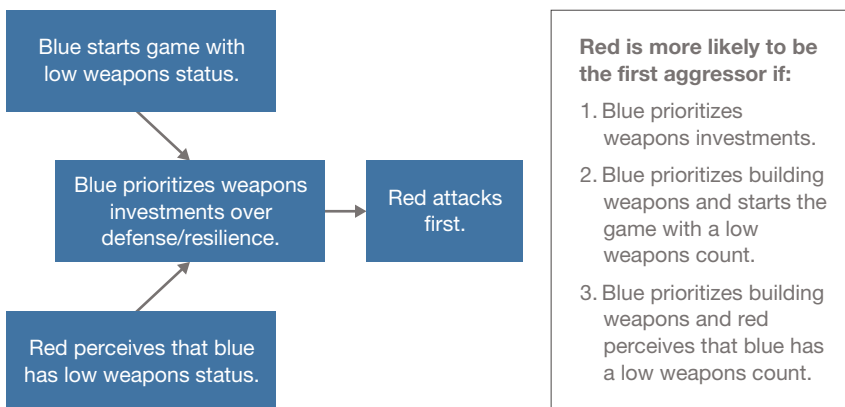 Blue starts game with
low weapons status.
Blue prioritizes weapons
investments over
defense/resilience.
Red attacks
first.
Red perceives that blue
has low weapons status.
Red is more likely to be
the first aggressor if:
1. Blue prioritizes
weapons investments.
2. Blue prioritizes building
weapons and starts the
game with a low
weapons count.
3. Blue prioritizes building
weapons and red
perceives that blue has
a low weapons count.